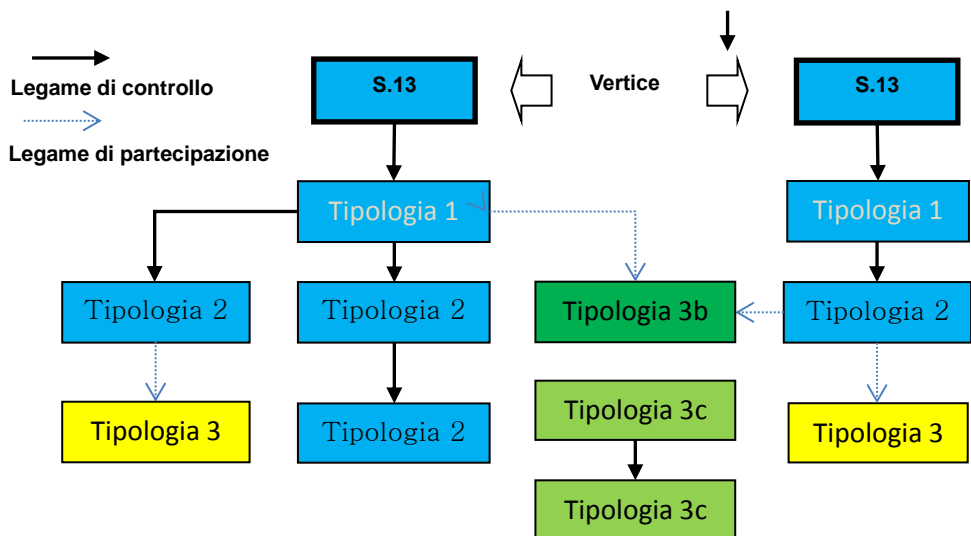 S.13
Vertice
S.13
Legame di controllo
Legame di partecipazione
Tipologia 1
Tipologia 1
Tipologia 2
Tipologia 2
Tipologia 3b
Tipologia 2
Tipologia 3
Tipologia 2
Tipologia 3c
Tipologia 3
Tipologia 3c